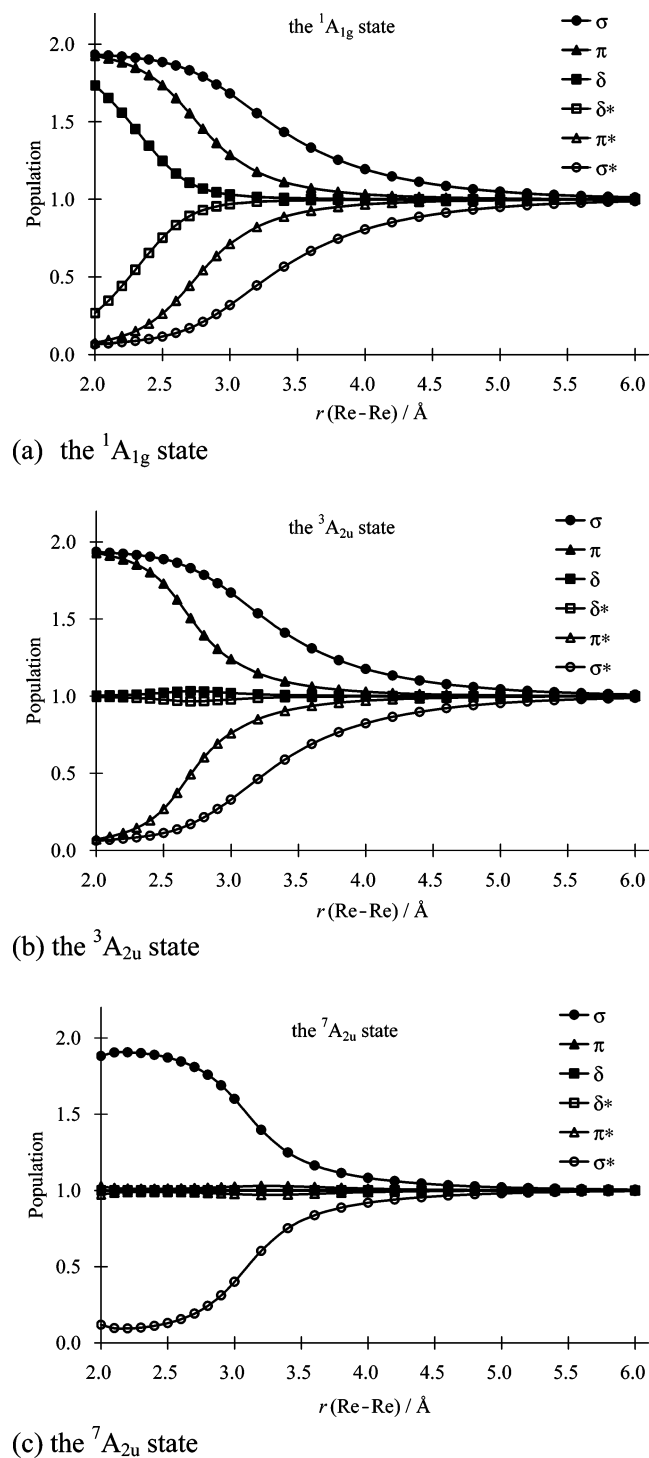 the ¹A₁g state
σ
π
δ
δ*
π*
σ*
2.0
1.5
1.0
0.5
0.0
Population
2.0 2.5 3.0 3.5 4.0 4.5 5.0 5.5 6.0
r (Re-Re) / Å
(a) the ¹A₁g state
the ³A₂u state
σ
π
δ
δ*
π*
σ*
2.0
1.5
1.0
0.5
0.0
Population
2.0 2.5 3.0 3.5 4.0 4.5 5.0 5.5 6.0
r (Re-Re) / Å
(b) the ³A₂u state
the ⁷A₂u state
σ
π
δ
δ*
π*
σ*
2.0
1.5
1.0
0.5
0.0
Population
2.0 2.5 3.0 3.5 4.0 4.5 5.0 5.5 6.0
r (Re-Re) / Å
(c) the ⁷A₂u state